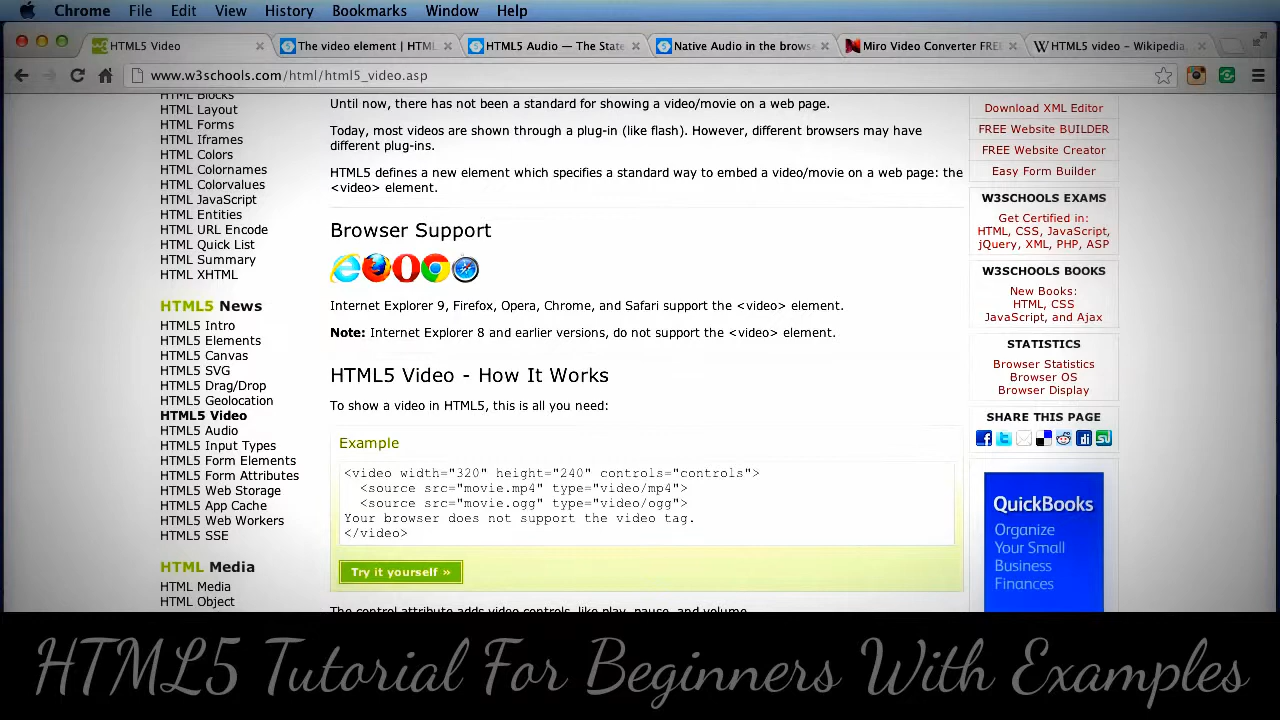 Chrome File Edit View History Bookmarks Window Help
HTML5 Video
The video element | HTML
HTML5 Audio — The State
Native Audio in the brows
Miro Video Converter FREE
HTML5 video - Wikipedia,
www.w3schools.com/html/html5_video.asp
HTML Blocks
HTML Layout
HTML Forms
HTML Iframes
HTML Colors
HTML Colornames
HTML Colorvalues
HTML JavaScript
HTML Entities
HTML URL Encode
HTML Quick List
HTML Summary
HTML XHTML
HTML5 News
HTML5 Intro
HTML5 Elements
HTML5 Canvas
HTML5 SVG
HTML5 Drag/Drop
HTML5 Geolocation
HTML5 Video
HTML5 Audio
HTML5 Input Types
HTML5 Form Elements
HTML5 Form Attributes
HTML5 Web Storage
HTML5 App Cache
HTML5 Web Workers
HTML5 SSE
HTML Media
HTML Media
HTML Object
Until now, there has not been a standard for showing a video/movie on a web page.
Today, most videos are shown through a plug-in (like flash). However, different browsers may have
different plug-ins.
HTML5 defines a new element which specifies a standard way to embed a video/movie on a web page: the
<video> element.
Browser Support
Internet Explorer 9, Firefox, Opera, Chrome, and Safari support the <video> element.
Note: Internet Explorer 8 and earlier versions, do not support the <video> element.
HTML5 Video - How It Works
To show a video in HTML5, this is all you need:
Example
<video width="320" height="240" controls="controls">
<source src="movie.mp4" type="video/mp4">
<source src="movie.ogg" type="video/ogg">
Your browser does not support the video tag.
</video>
Try it yourself »
The control attribute adds video controls, like play, pause, and volume.
Download XML Editor
FREE Website BUILDER
FREE Website Creator
Easy Form Builder
W3SCHOOLS EXAMS
Get Certified in:
HTML, CSS, JavaScript,
jQuery, XML, PHP, ASP
W3SCHOOLS BOOKS
New Books:
HTML, CSS
JavaScript, and Ajax
STATISTICS
Browser Statistics
Browser OS
Browser Display
SHARE THIS PAGE
QuickBooks
Organize
Your Small
Business
Finances
HTML5 Tutorial For Beginners With Examples